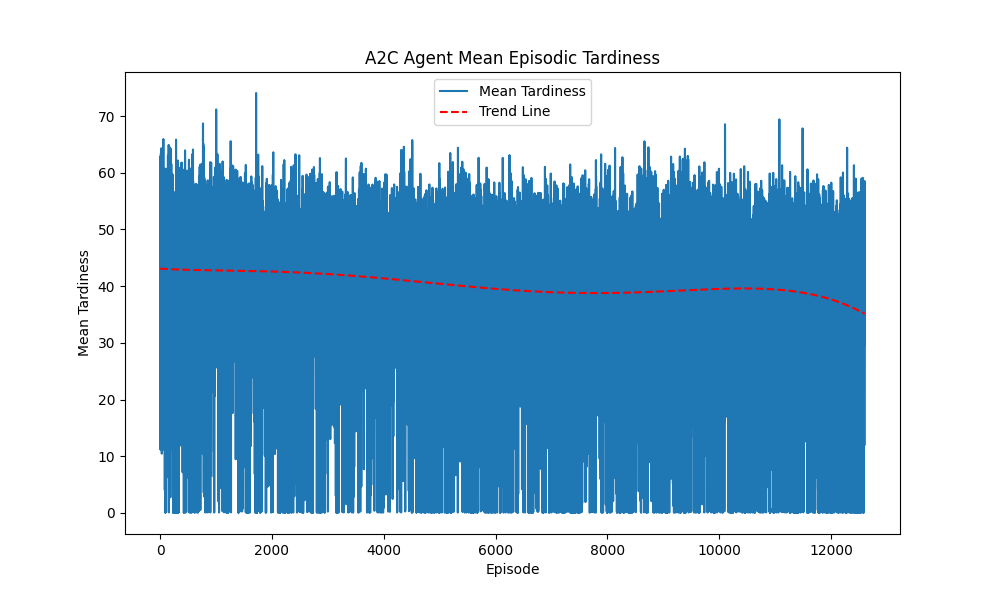 A2C Agent Mean Episodic Tardiness
Mean Tardiness
Trend Line
Mean Tardiness
70
60
50
40
30
20
10
0
0 2000 4000 6000 8000 10000 12000
Episode